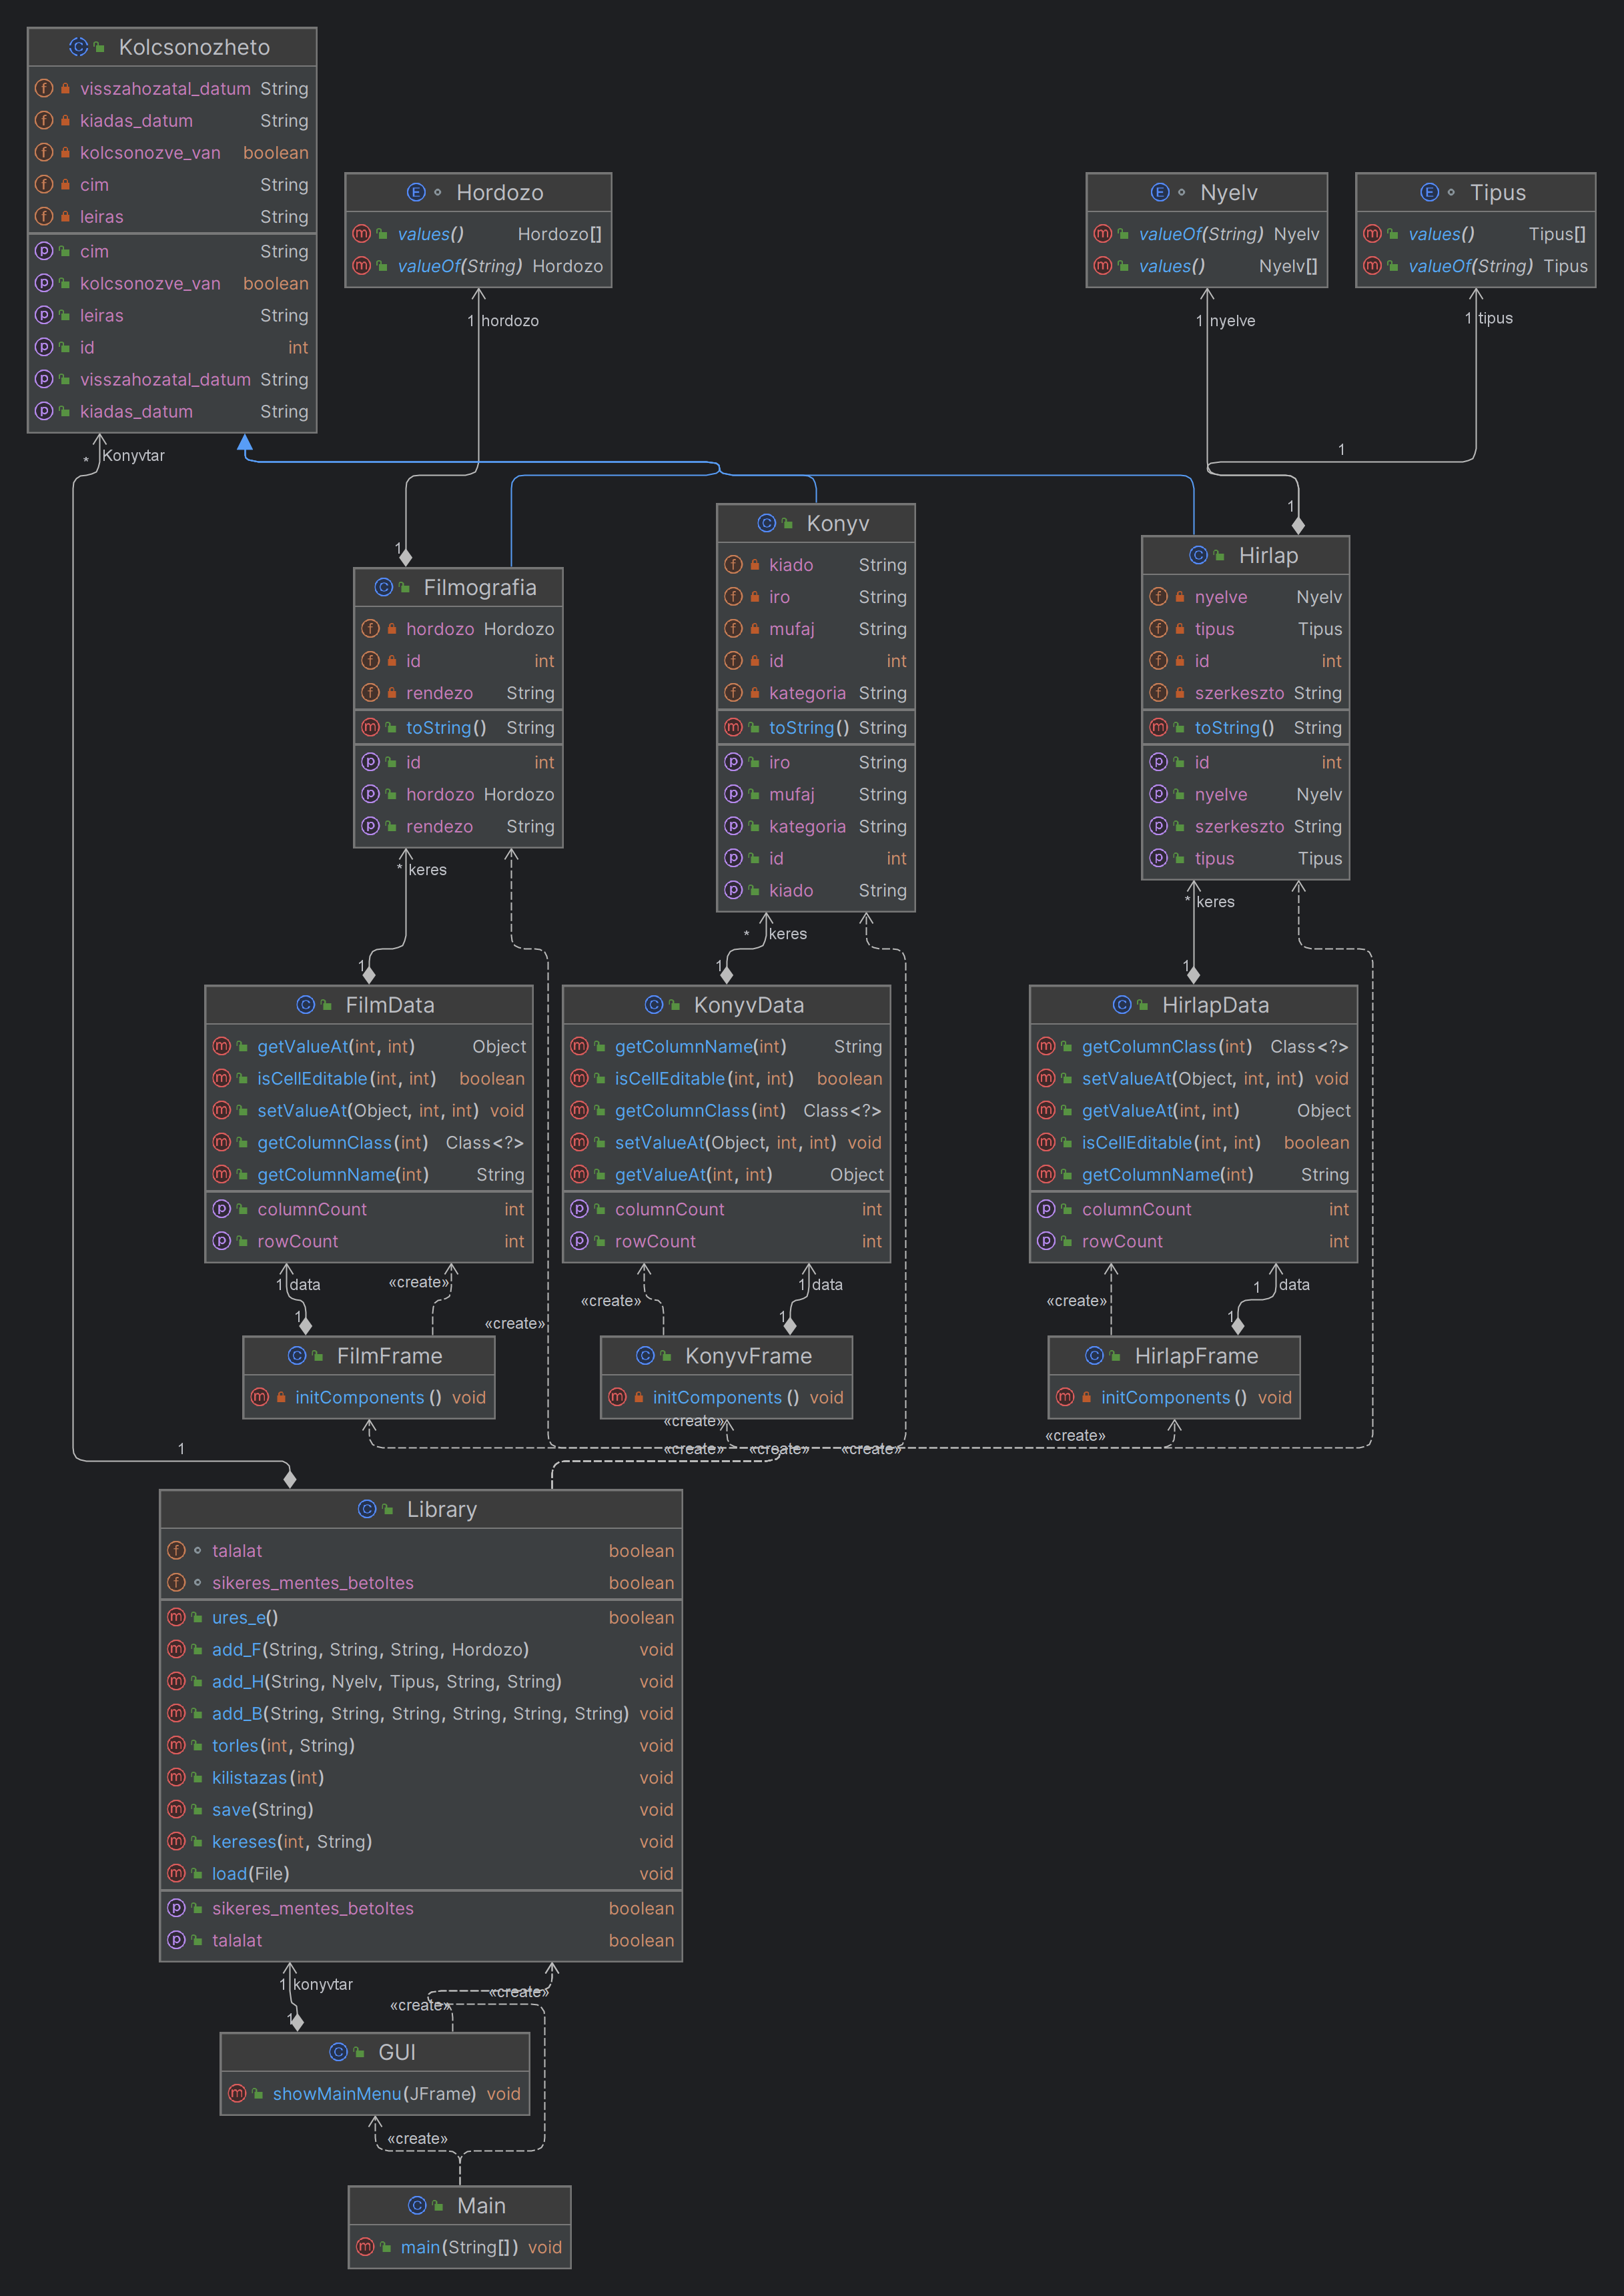 Kolcsonozheto
visszahozatal_datum String
kiadas_datum String
kolcsonozve_van boolean
cim String
leiras String
cim String
kolcsonozve_van boolean
leiras String
id int
visszahozatal_datum String
kiadas_datum String
Hordozo
values() Hordozo[]
valueOf(String) Hordozo
Nyelv
valueOf(String) Nyelv
values() Nyelv[]
Tipus
values() Tipus[]
valueOf(String) Tipus
1 hordozo
1 nyelve
1 tipus
* Konyvtar
1
1
1
Filmografia
hordozo Hordozo
id int
rendezo String
toString() String
id int
hordozo Hordozo
rendezo String
Konyv
kiado String
iro String
mufaj String
id int
kategoria String
toString() String
iro String
mufaj String
kategoria String
id int
kiado String
Hirlap
nyelve Nyelv
tipus Tipus
id int
szerkeszto String
toString() String
id int
nyelve Nyelv
szerkeszto String
tipus Tipus
* keres
* keres
* keres
1
1
1
FilmData
getValueAt(int, int) Object
isCellEditable(int, int) boolean
setValueAt(Object, int, int) void
getColumnClass(int) Class<?>
getColumnName(int) String
columnCount int
rowCount int
KonyvData
getColumnName(int) String
isCellEditable(int, int) boolean
getColumnClass(int) Class<?>
setValueAt(Object, int, int) void
getValueAt(int, int) Object
columnCount int
rowCount int
HirlapData
getColumnClass(int) Class<?>
setValueAt(Object, int, int) void
getValueAt(int, int) Object
isCellEditable(int, int) boolean
getColumnName(int) String
columnCount int
rowCount int
1 data
«create»
«create»
1
«create»
1 data
1
«create»
1 data
1
FilmFrame
initComponents () void
KonyvFrame
initComponents () void
HirlapFrame
initComponents () void
«create»
«create»
«create»
«create»
«create»
1
Library
talalat boolean
sikeres_mentes_betoltes boolean
ures_e() boolean
add_F(String, String, String, Hordozo) void
add_H(String, Nyelv, Tipus, String, String) void
add_B(String, String, String, String, String, String) void
torles(int, String) void
kilistazas(int) void
save(String) void
kereses(int, String) void
load(File) void
sikeres_mentes_betoltes boolean
talalat boolean
1 konyvtar
«create»
«create»
1
GUI
showMainMenu(JFrame) void
«create»
Main
main(String[]) void